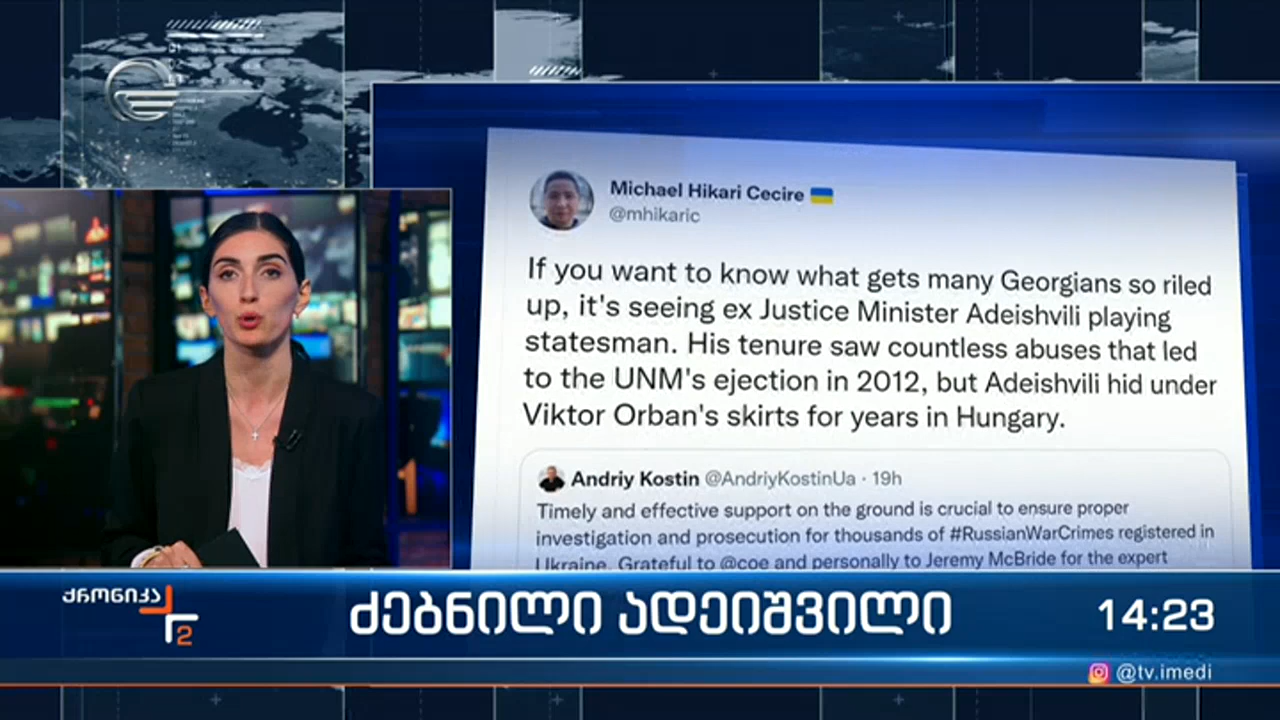 Michael Hikari Cecire
@mhikaric
If you want to know what gets many Georgians so riled
up, it's seeing ex Justice Minister Adeishvili playing
statesman. His tenure saw countless abuses that led
to the UNM's ejection in 2012, but Adeishvili hid under
Viktor Orban's skirts for years in Hungary.
Andriy Kostin @AndriyKostinUa · 19h
Timely and effective support on the ground is crucial to ensure proper
investigation and prosecution for thousands of #RussianWarCrimes registered in
Ukraine. Grateful to @coe and personally to Jeremy McBride for the expert
ქრონიკა
2
ძებნილი ადეიშვილი
14:23
@tv.imedi